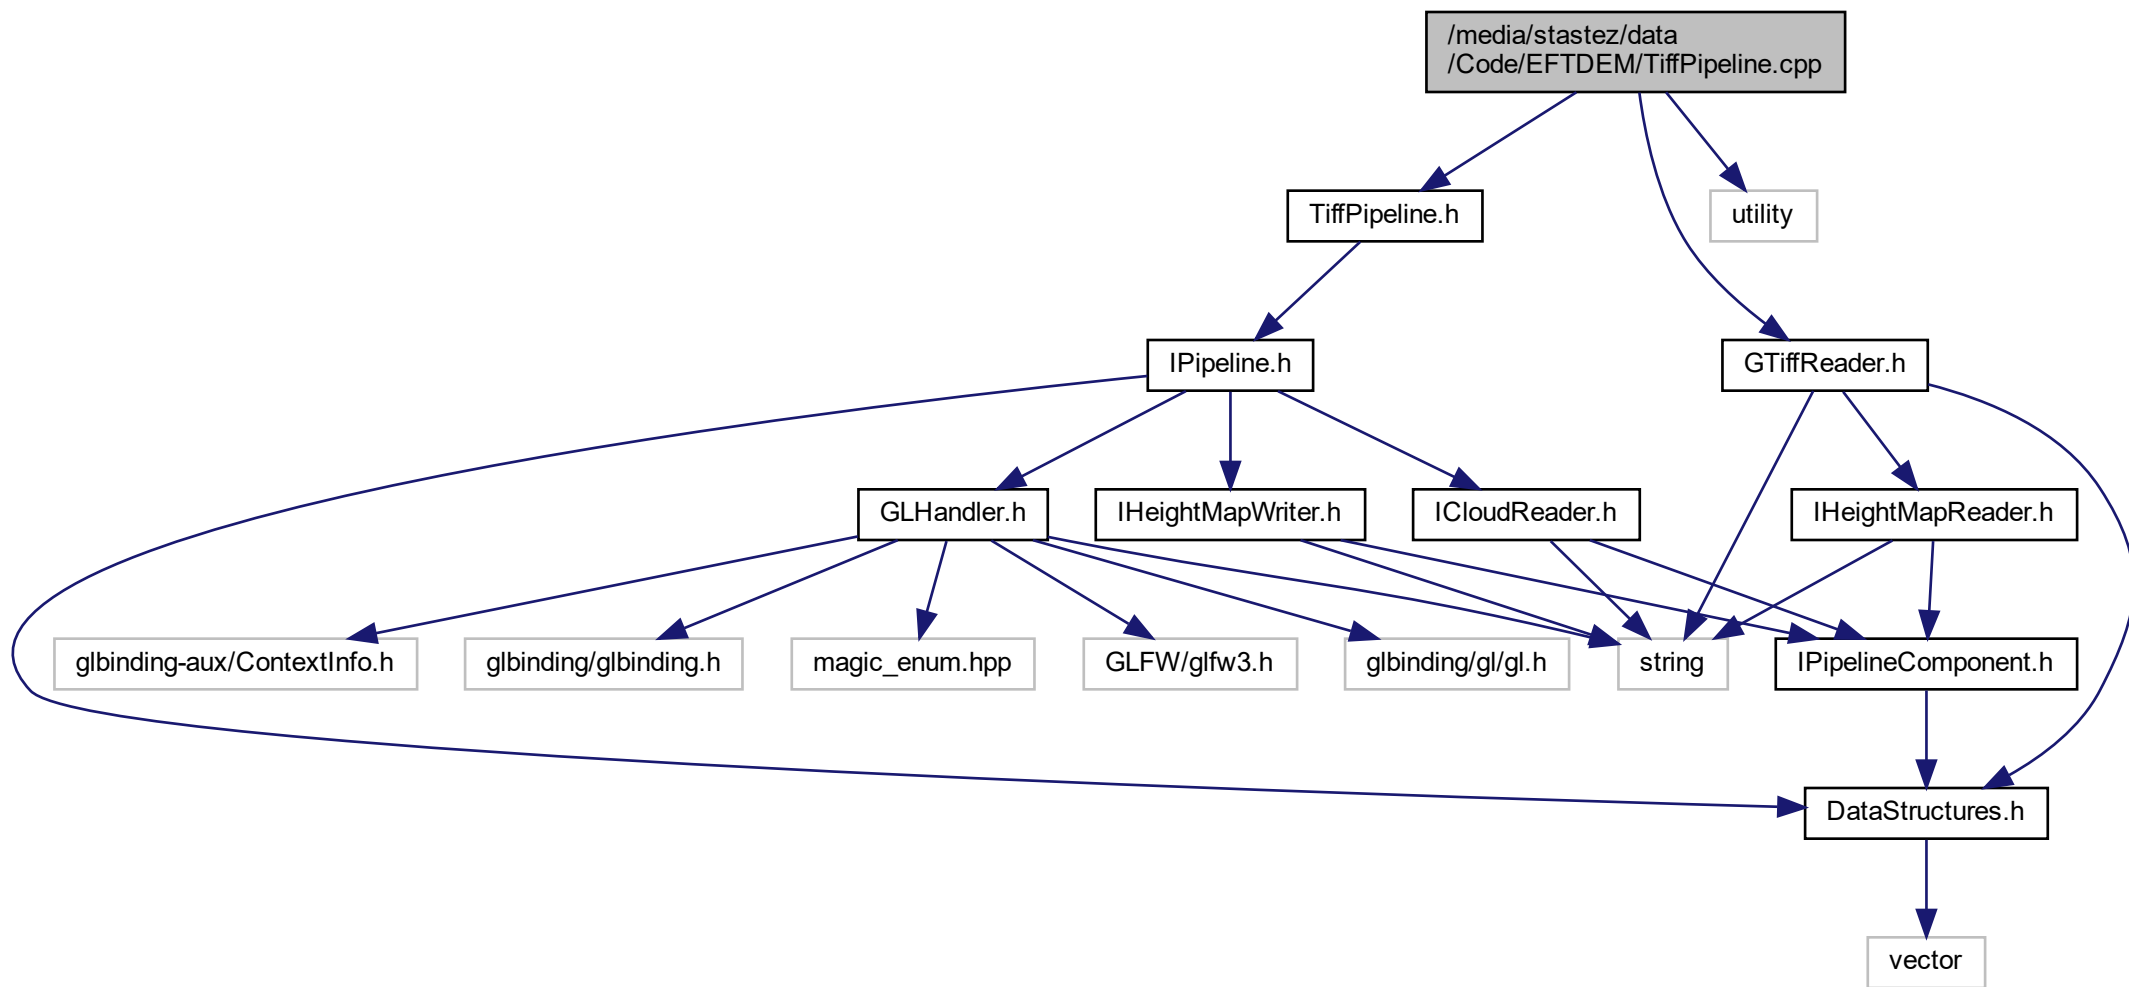 /media/stastez/data
/Code/EFTDEM/TiffPipeline.cpp
TiffPipeline.h
utility
IPipeline.h
GTiffReader.h
GLHandler.h
IHeightMapWriter.h
ICloudReader.h
IHeightMapReader.h
glbinding-aux/ContextInfo.h
glbinding/glbinding.h
magic_enum.hpp
GLFW/glfw3.h
glbinding/gl/gl.h
string
IPipelineComponent.h
DataStructures.h
vector